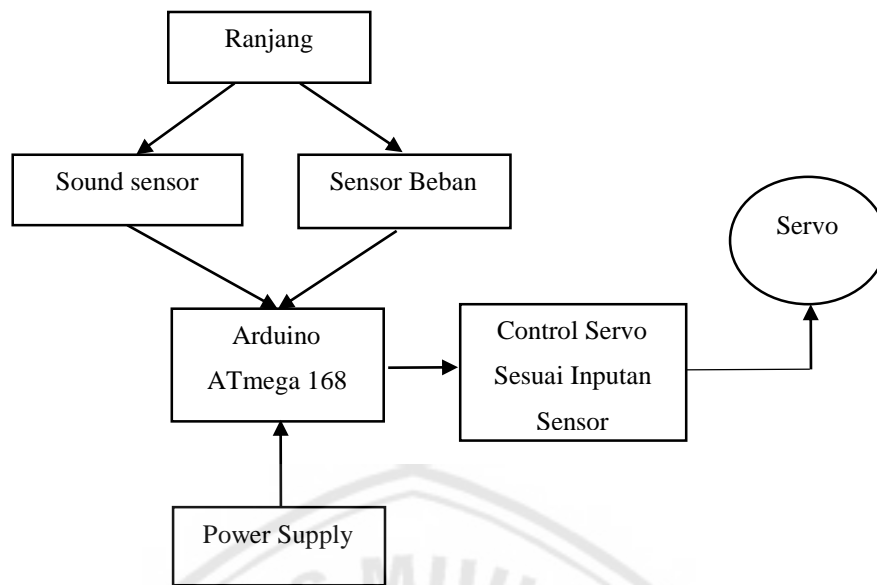 Ranjang
Sound sensor
Sensor Beban
Servo
Arduino
ATmega 168
Control Servo
Sesuai Inputan
Sensor
Power Supply